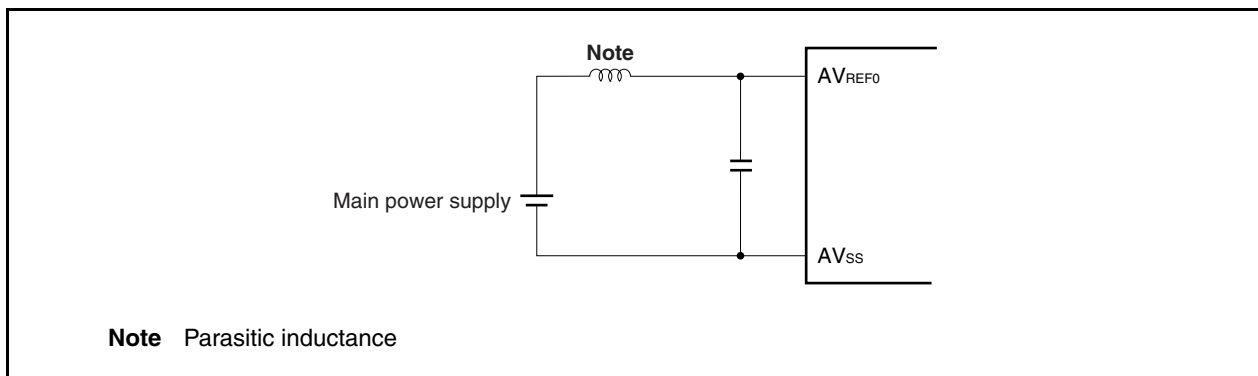 Note
AVREF0
Main power supply
AVSS
Note Parasitic inductance